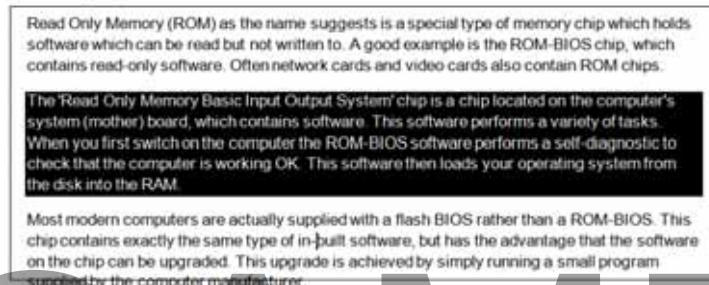 Read Only Memory (ROM) as the name suggests is a special type of memory chip which holds
software which can be read but not written to. A good example is the ROM-BIOS chip, which
contains read-only software. Often network cards and video cards also contain ROM chips.
The 'Read Only Memory Basic Input Output System' chip is a chip located on the computer's
system (mother) board, which contains software. This software performs a variety of tasks.
When you first switch on the computer the ROM-BIOS software performs a self-diagnostic to
check that the computer is working OK. This software then loads your operating system from
the disk into the RAM.
Most modern computers are actually supplied with a flash BIOS rather than a ROM-BIOS. This
chip contains exactly the same type of in-built software, but has the advantage that the software
on the chip can be upgraded. This upgrade is achieved by simply running a small program
supplied by the computer manufacturer.